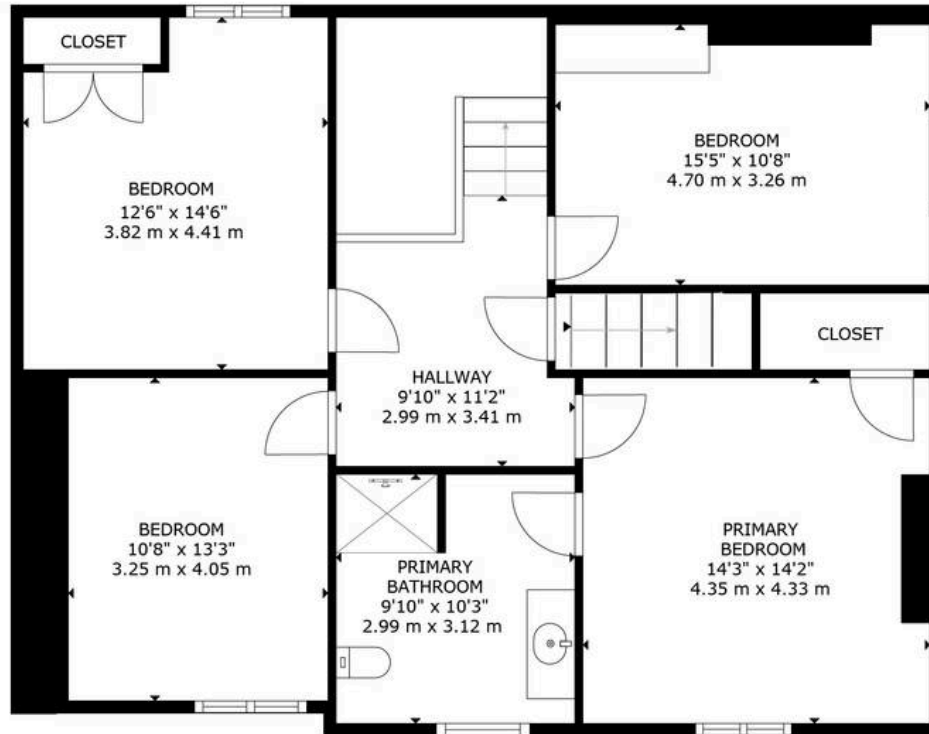 CLOSET
BEDROOM
12'6" x 14'6"
3.82 m x 4.41 m
BEDROOM
15'5" x 10'8"
4.70 m x 3.26 m
CLOSET
HALLWAY
9'10" x 11'2"
2.99 m x 3.41 m
BEDROOM
10'8" x 13'3"
3.25 m x 4.05 m
PRIMARY
BATHROOM
9'10" x 10'3"
2.99 m x 3.12 m
PRIMARY
BEDROOM
14'3" x 14'2"
4.35 m x 4.33 m